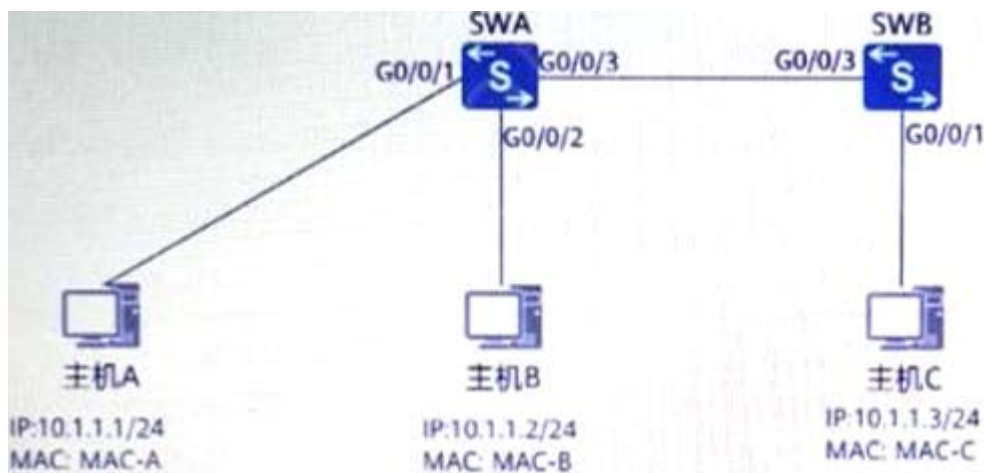 SWA
SWB
G0/0/1
G0/0/3
G0/0/3
S
S
G0/0/2
G0/0/1
主机A
主机B
主机C
IP:10.1.1.1/24
MAC: MAC-A
IP:10.1.1.2/24
MAC: MAC-B
IP:10.1.1.3/24
MAC: MAC-C